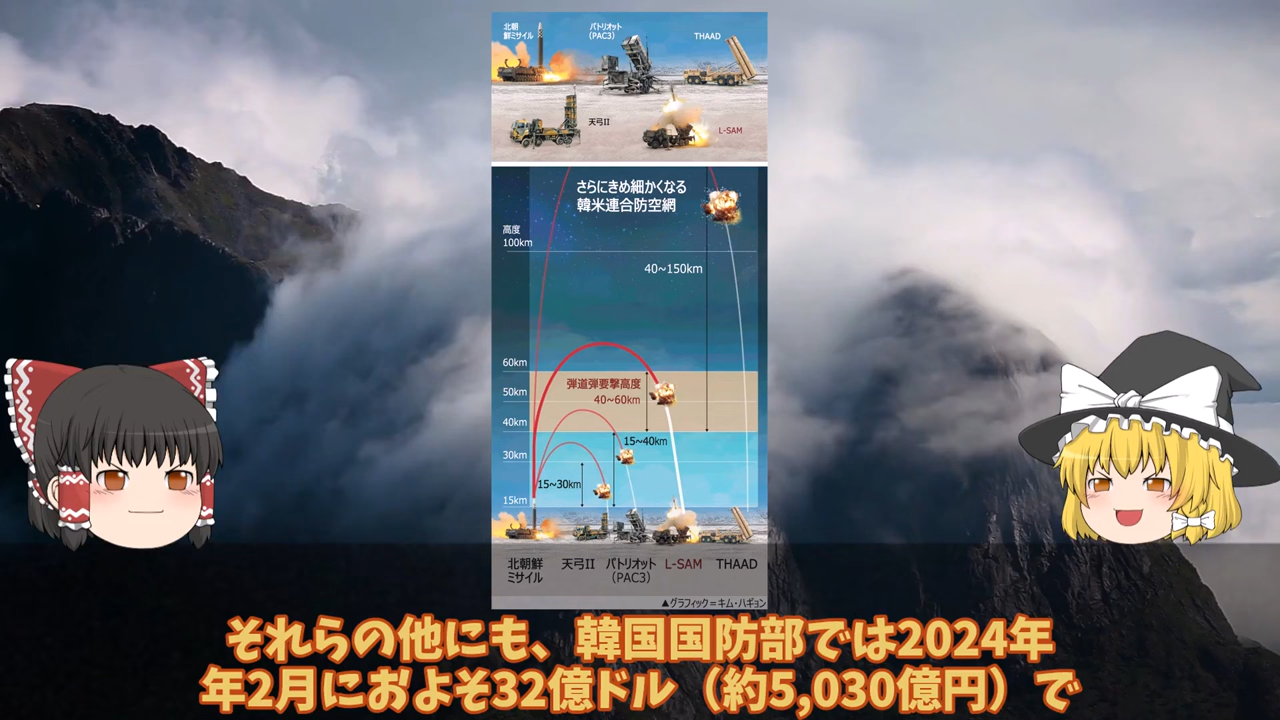 北朝
鮮ミサイル
パトリオット
(PAC3)
THAAD
天弓II
L-SAM
さらにきめ細かくなる
韓米連合防空網
高度
100km
40~150km
60km
弾道弾要撃高度
50km
40~60km
40km
15~40km
30km
15~30km
15km
北朝鮮
ミサイル
天弓II
パトリオット
(PAC3)
L-SAM
THAAD
▲グラフィック=キム・ハギョン
それらの他にも、韓国国防部では2024年
年2月におよそ32億ドル（約5,030億円）で